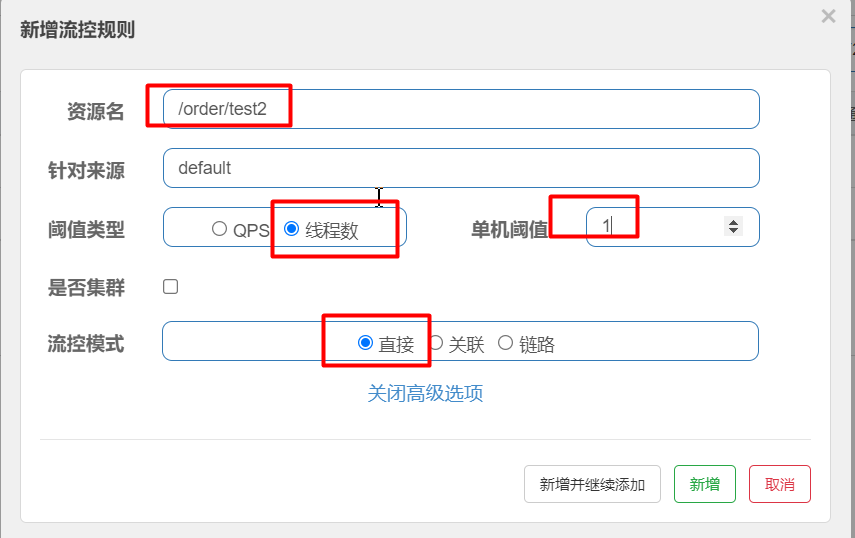 新增流控规则
×
资源名 /order/test2
针对来源 default
阈值类型 QPS 线程数 单机阈值 1
是否集群
流控模式 直接 关联 链路
关闭高级选项
新增并继续添加 新增 取消